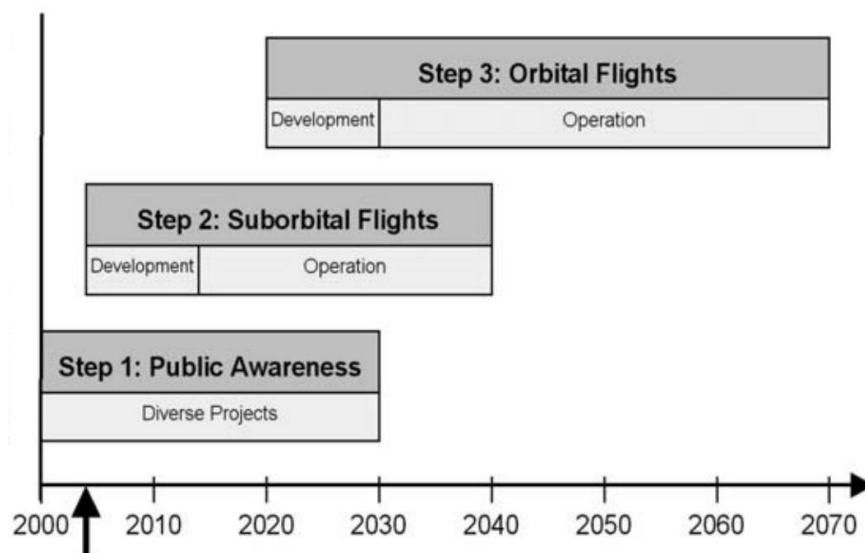 Step 3: Orbital Flights
Development Operation
Step 2: Suborbital Flights
Development Operation
Step 1: Public Awareness
Diverse Projects
2000 2010 2020 2030 2040 2050 2060 2070